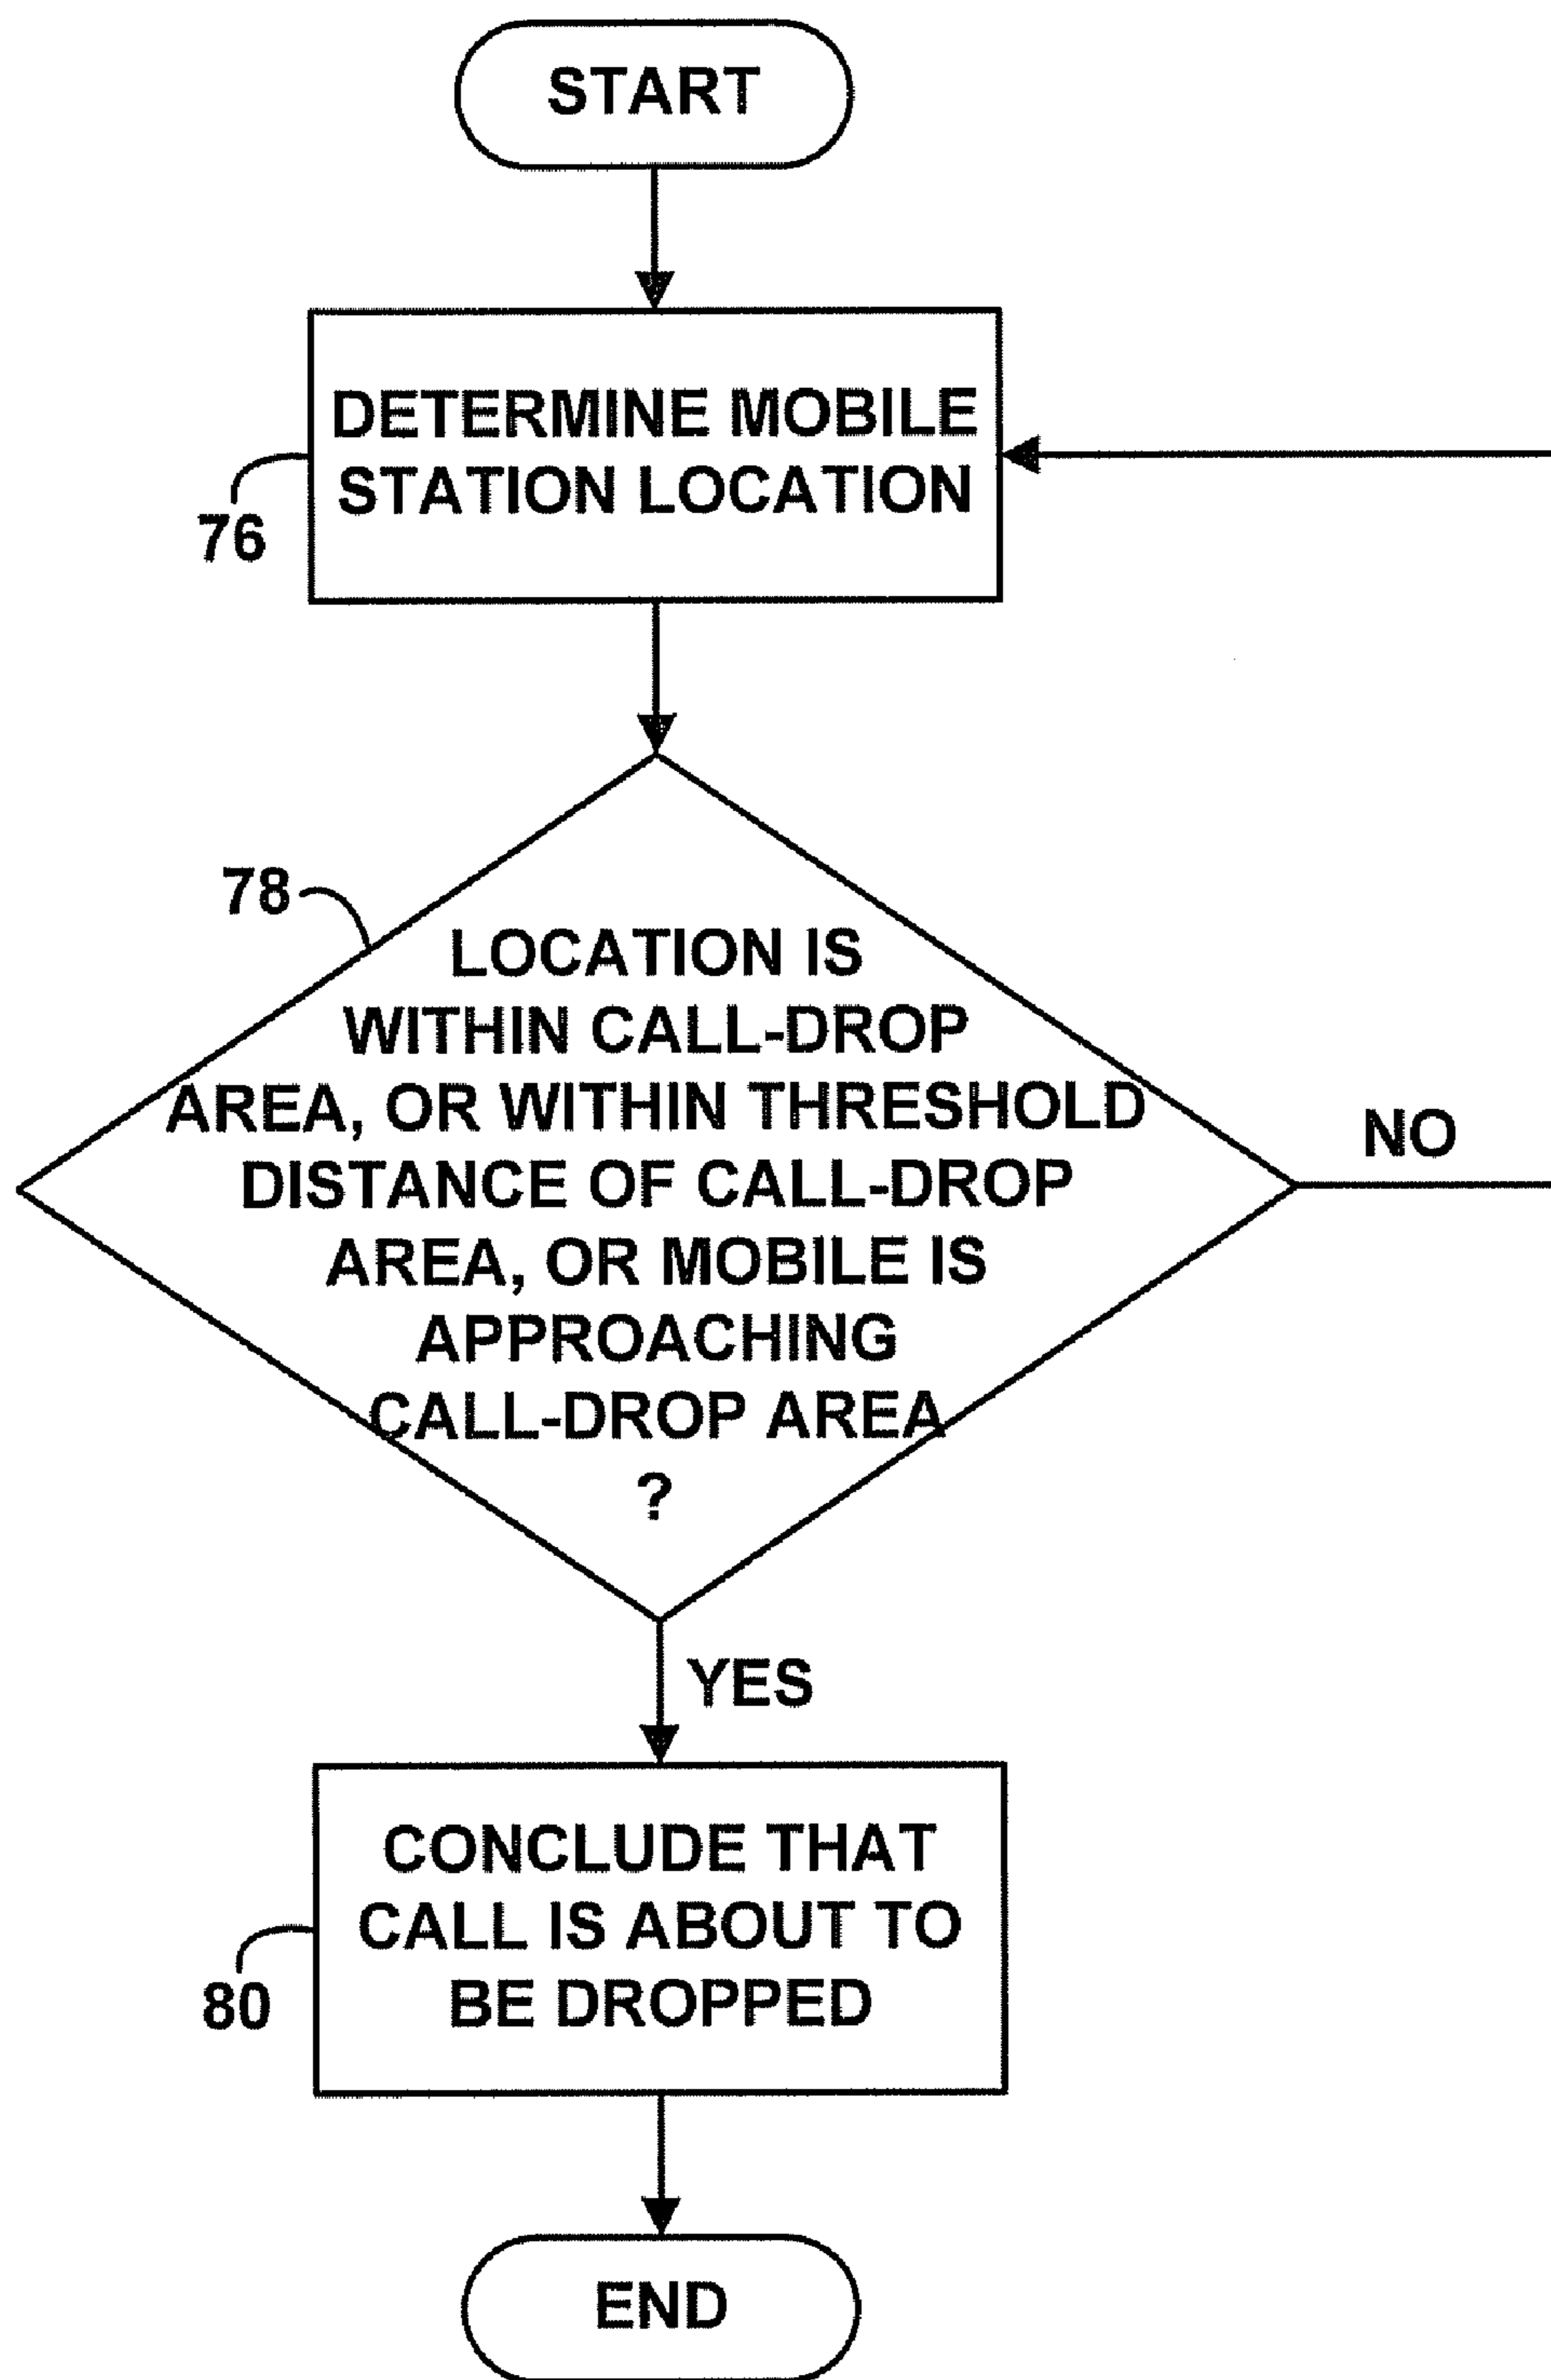 START
DETERMINE MOBILE
STATION LOCATION
76
78
LOCATION IS
WITHIN CALL-DROP
AREA, OR WITHIN THRESHOLD
DISTANCE OF CALL-DROP
AREA, OR MOBILE IS
APPROACHING
CALL-DROP AREA
?
NO
YES
CONCLUDE THAT
CALL IS ABOUT TO
BE DROPPED
80
END